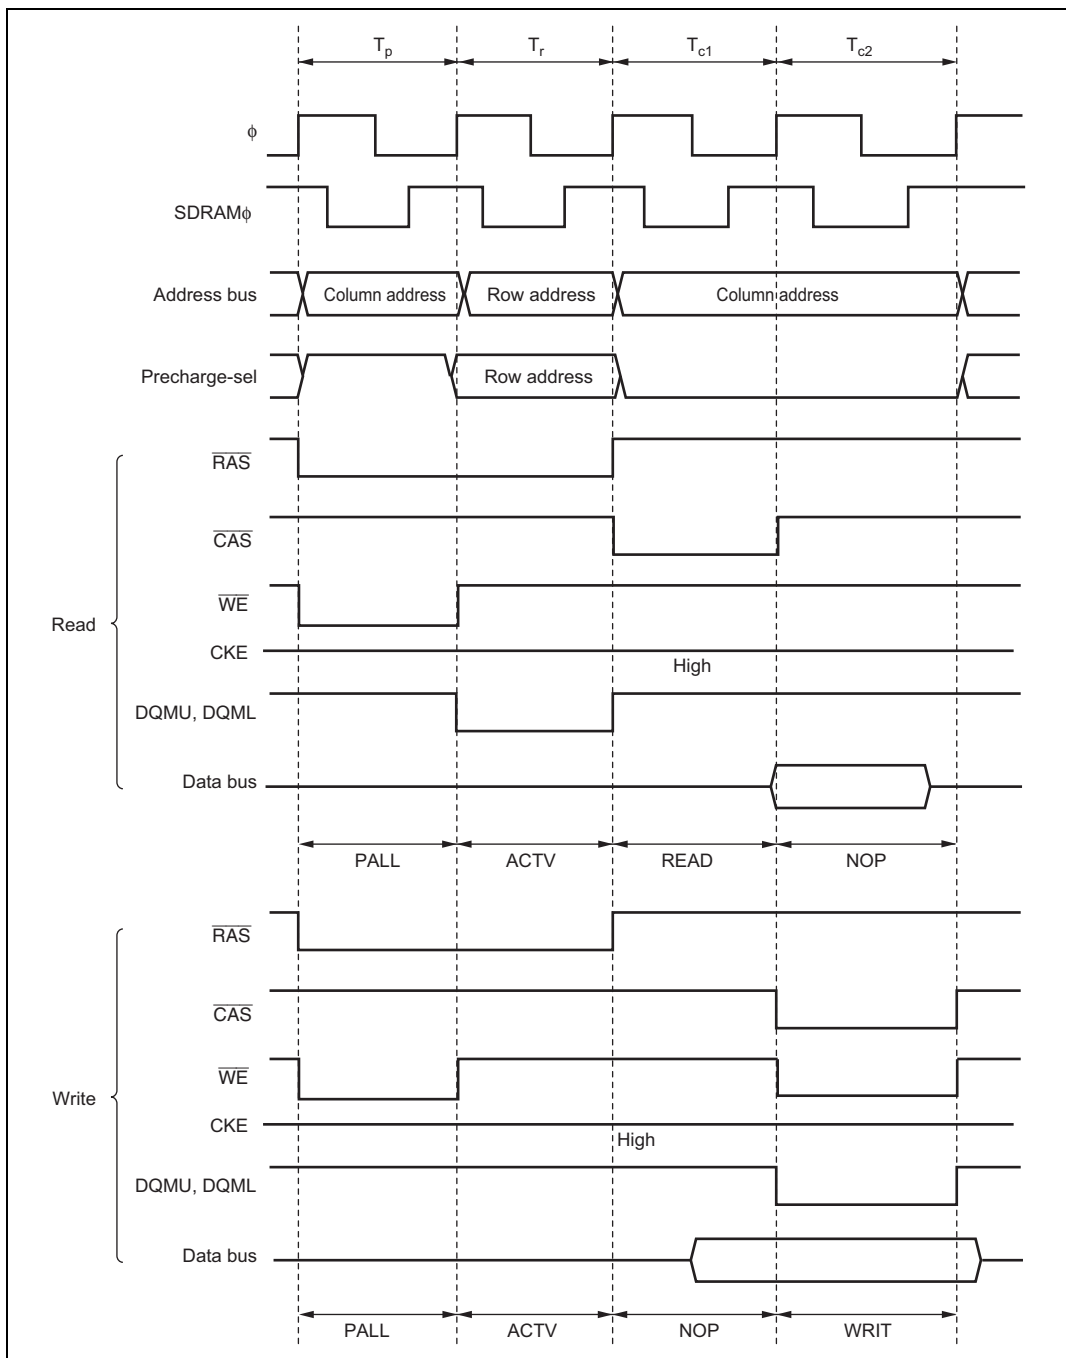 Tp Tr Tc1 Tc2
ϕ
SDRAMϕ
Address bus Column address Row address Column address
Precharge-sel Row address
RAS
CAS
WE
Read
CKE
High
DQMU, DQML
Data bus
PALL ACTV READ NOP
RAS
CAS
WE
Write
CKE
High
DQMU, DQML
Data bus
PALL ACTV NOP WRIT